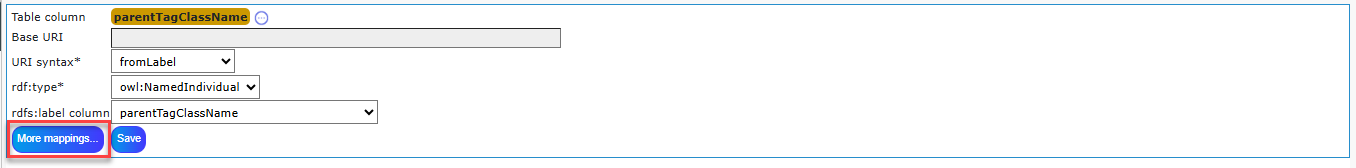 Table column parentTagClassName
Base URI
URI syntax* fromLabel
rdf:type* owl:NamedIndividual
rdfs:label column parentTagClassName
More mappings... Save